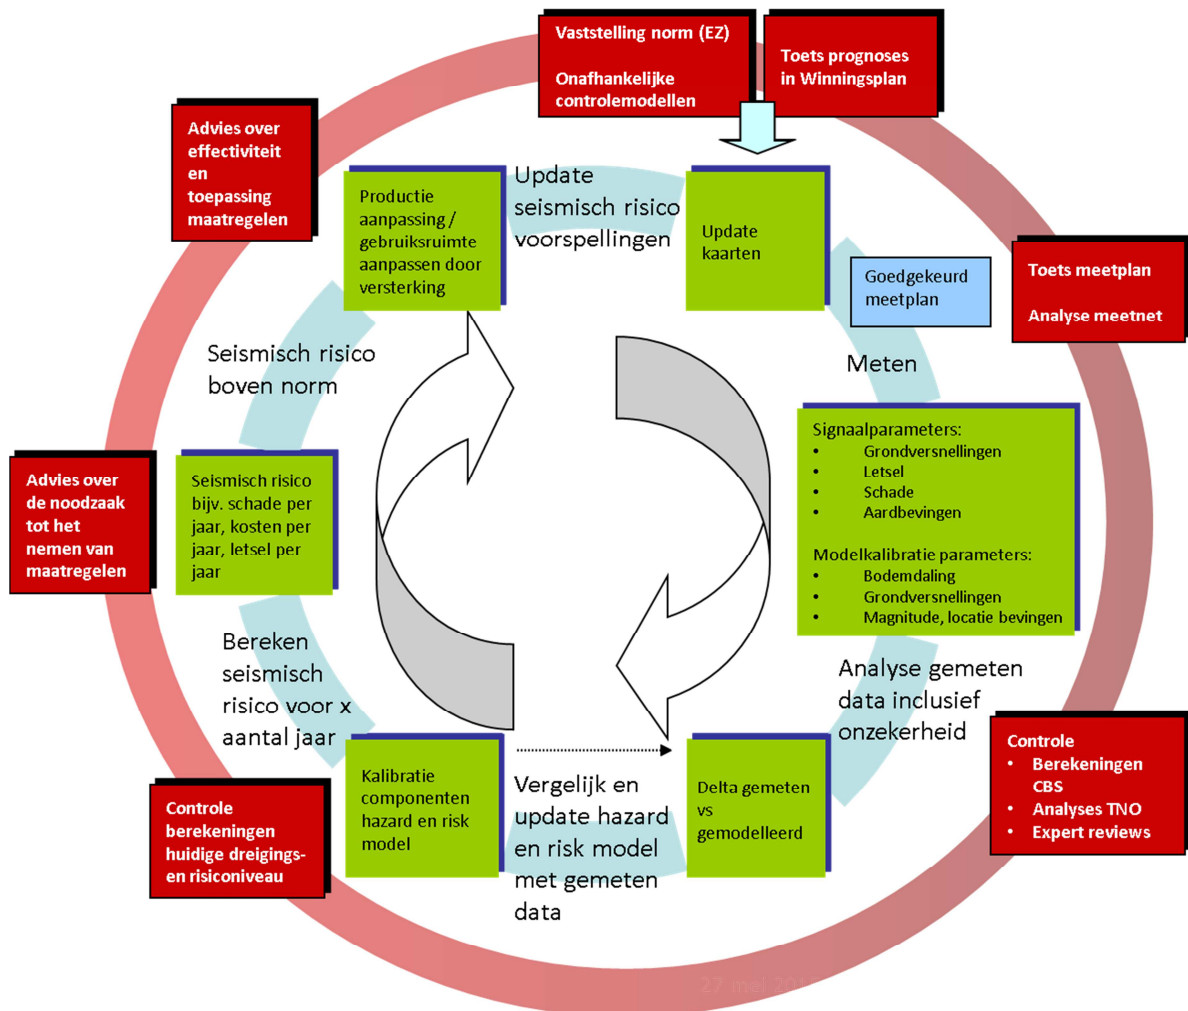 Vaststelling norm (EZ)
Onafhankelijke
controlemodellen
Toets prognoses
in Winningsplan
Advies over
effectiviteit
en
toepassing
maatregelen
Productie
aanpassing /
gebruiksruimte
aanpassen door
versterking
Update
seismisch risico
voorspellingen
Update
kaarten
Goedgekeurd
meetplan
Toets meetplan
Analyse meetnet
Meten
Seismisch risico
boven norm
Signaalparameters:
• Grondversnellingen
• Letsel
• Schade
• Aardbevingen
Modelkalibratie parameters:
• Bodemdaling
• Grondversnellingen
• Magnitude, locatie bevingen
Advies over
de noodzaak
tot het
nemen van
maatregelen
Seismisch risico
bijv. schade per
jaar, kosten per
jaar, letsel per
jaar
Bereken
seismisch
risico voor x
aantal jaar
Analyse gemeten
data inclusief
onzekerheid
Controle
• Berekeningen
CBS
• Analyses TNO
• Expert reviews
Kalibratie
componenten
hazard en risk
model
Vergelijk en
update hazard
en risk model
met gemeten
data
Delta gemeten
vs
gemodelleerd
Controle
berekeningen
huidige dreigings-
en risiconiveau
27 mei